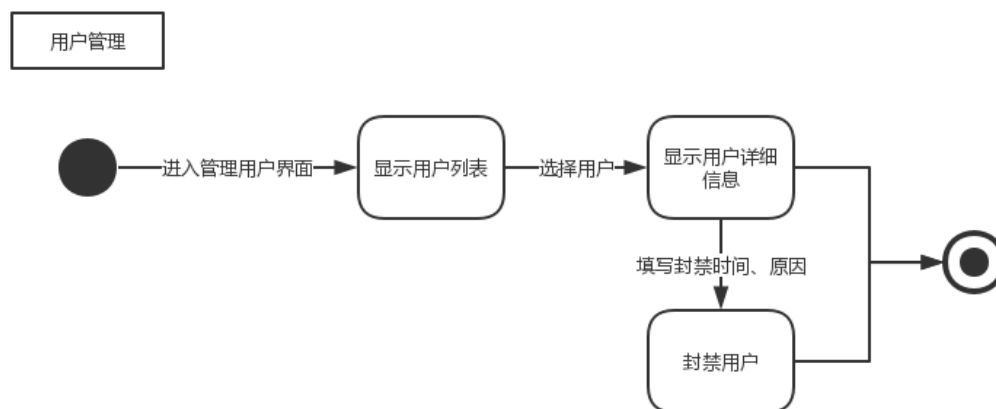 用户管理
进入管理用户界面
显示用户列表
选择用户
显示用户详细
信息
填写封禁时间、原因
封禁用户